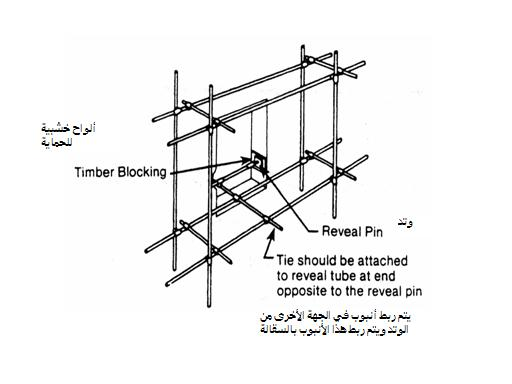 ألواح خشبية
للحماية
Timber Blocking
وتد
Reveal Pin
Tie should be attached
to reveal tube at end
opposite to the reveal pin
يتم ربط أنبوب في الجهة الأخرى من
الوتد ويتم ربط هذا الأنبوب بالسقالة